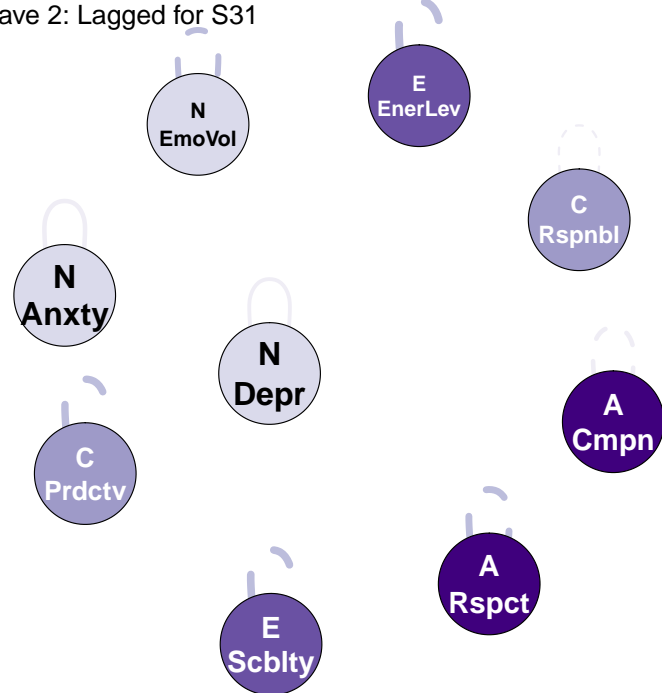 ave 2: Lagged for S31
N
EmoVol
E
EnerLev
C
Rspnbl
N
Anxty
N
Depr
A
Cmpn
C
Prdctv
A
Rspct
E
Scblty